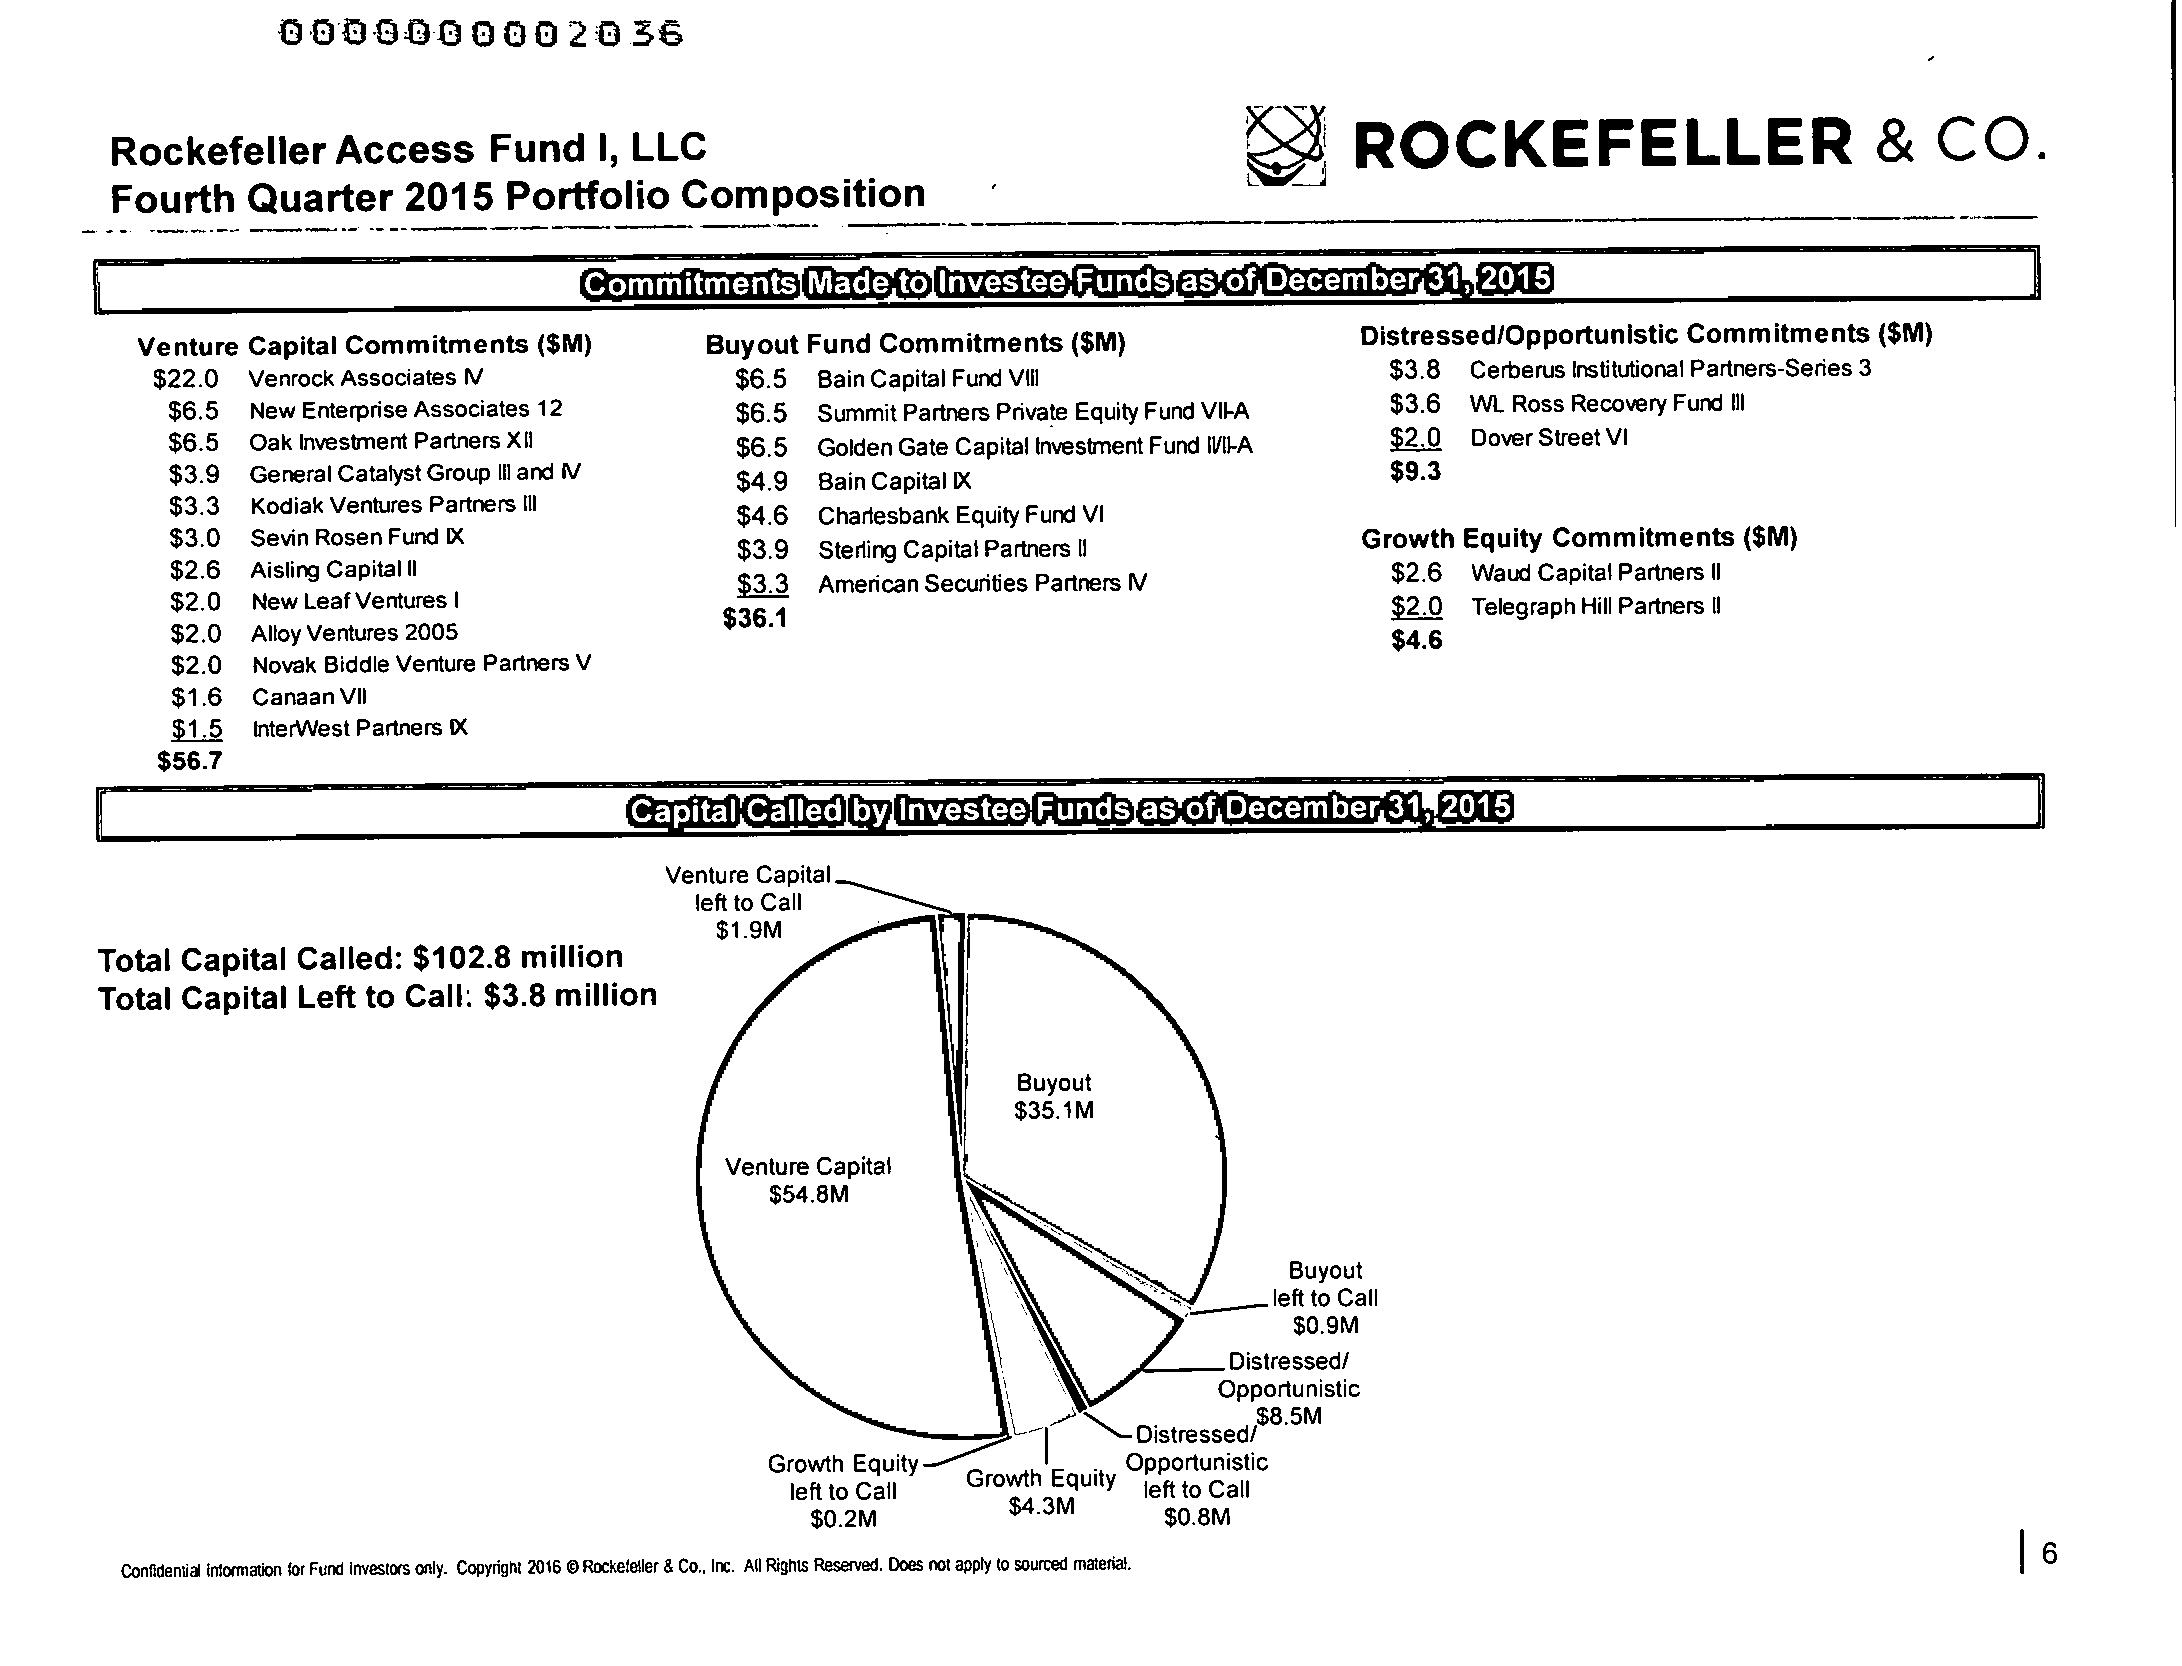 0000000002036
Rockefeller Access Fund I, LLC
Fourth Quarter 2015 Portfolio Composition
ROCKEFELLER & CO.
Commitments Made to Investee Funds as of December 31, 2015
Venture Capital Commitments ($M)
$22.0 Venrock Associates IV
$6.5 New Enterprise Associates 12
$6.5 Oak Investment Partners XII
$3.9 General Catalyst Group III and IV
$3.3 Kodiak Ventures Partners III
$3.0 Sevin Rosen Fund IX
$2.6 Aisling Capital II
$2.0 New Leaf Ventures I
$2.0 Alloy Ventures 2005
$2.0 Novak Biddle Venture Partners V
$1.6 Canaan VII
$1.5 InterWest Partners IX
$56.7
Buyout Fund Commitments ($M)
$6.5 Bain Capital Fund VIII
$6.5 Summit Partners Private Equity Fund VII-A
$6.5 Golden Gate Capital Investment Fund II/II-A
$4.9 Bain Capital IX
$4.6 Charlesbank Equity Fund VI
$3.9 Sterling Capital Partners II
$3.3 American Securities Partners IV
$36.1
Distressed/Opportunistic Commitments ($M)
$3.8 Cerberus Institutional Partners-Series 3
$3.6 WL Ross Recovery Fund III
$2.0 Dover Street VI
$9.3
Growth Equity Commitments ($M)
$2.6 Waud Capital Partners II
$2.0 Telegraph Hill Partners II
$4.6
Capital Called by Investee Funds as of December 31, 2015
Total Capital Called: $102.8 million
Total Capital Left to Call: $3.8 million
Venture Capital
left to Call
$1.9M
Buyout
$35.1M
Venture Capital
$54.8M
Buyout
left to Call
$0.9M
Distressed/
Opportunistic
$8.5M
Distressed/
Opportunistic
left to Call
$0.8M
Growth Equity
$4.3M
Growth Equity
left to Call
$0.2M
Confidential information for Fund investors only. Copyright 2016 © Rockefeller & Co., Inc. All Rights Reserved. Does not apply to sourced material.
| 6